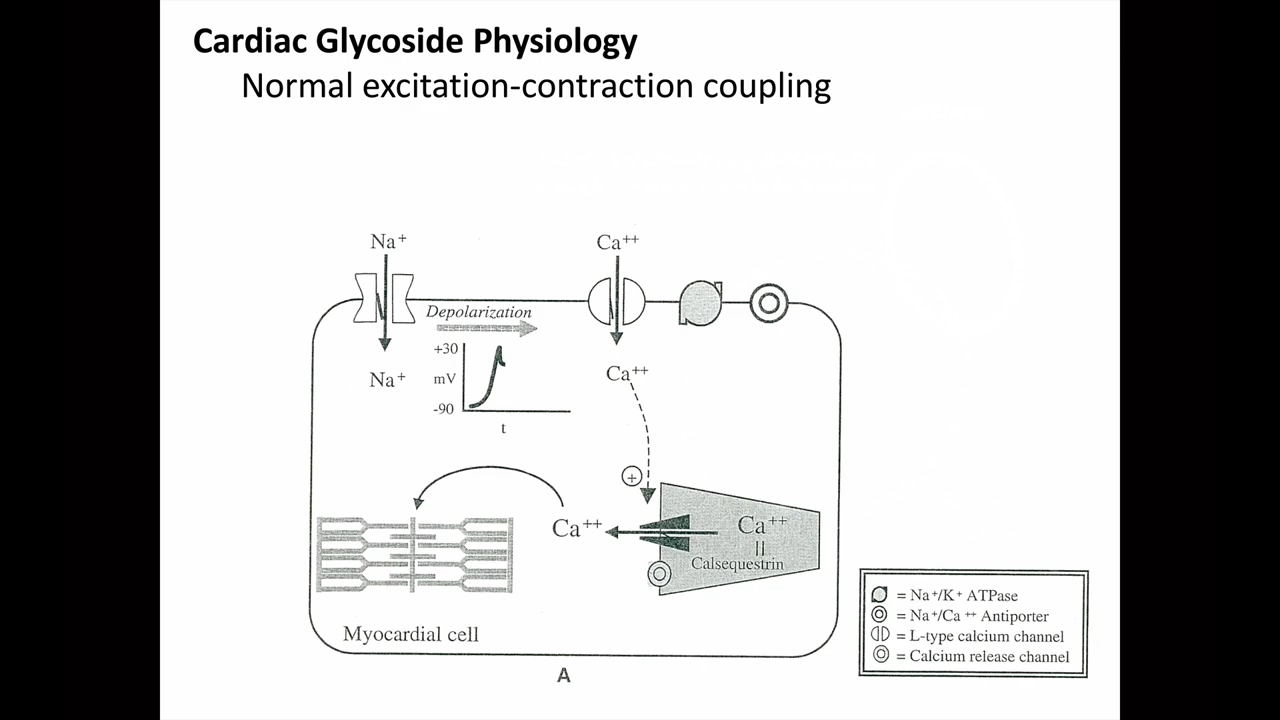 Cardiac Glycoside Physiology
Normal excitation-contraction coupling
Na+
Ca++
Depolarization
+30
mV
-90
t
Na+
Ca++
+
Ca++
Ca++
Calsequestrin
Myocardial cell
A
= Na+/K+ ATPase
= Na+/Ca++ Antiporter
= L-type calcium channel
= Calcium release channel